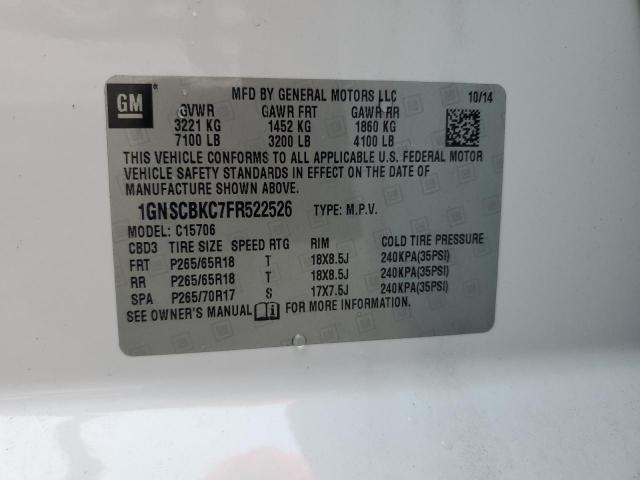 GM
MFD BY GENERAL MOTORS LLC 10/14
GVWR GAWR FRT GAWR RR
3221 KG 1452 KG 1860 KG
7100 LB 3200 LB 4100 LB
THIS VEHICLE CONFORMS TO ALL APPLICABLE U.S. FEDERAL MOTOR
VEHICLE SAFETY STANDARDS IN EFFECT ON THE DATE OF
MANUFACTURE SHOWN ABOVE.
1GNSCBKC7FR522526 TYPE: M.P.V.
MODEL: C15706
CBD3 TIRE SIZE SPEED RTG RIM COLD TIRE PRESSURE
FRT P265/65R18 T 18X8.5J 240KPA(35PSI)
RR P265/65R18 T 18X8.5J 240KPA(35PSI)
SPA P265/70R17 S 17X7.5J 240KPA(35PSI)
SEE OWNER'S MANUAL FOR MORE INFORMATION.